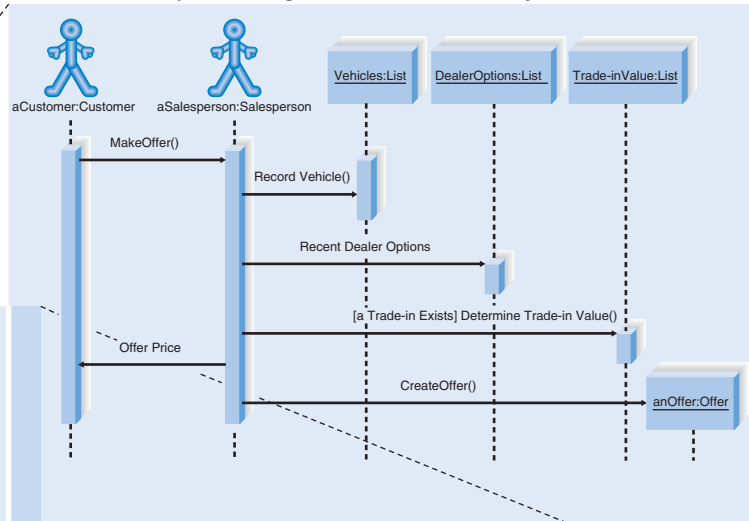 Vehicles:List
DealerOptions:List
Trade-inValue:List
aCustomer:Customer
aSalesperson:Salesperson
MakeOffer()
Record Vehicle()
Recent Dealer Options
[a Trade-in Exists] Determine Trade-in Value()
Offer Price
CreateOffer()
anOffer:Offer